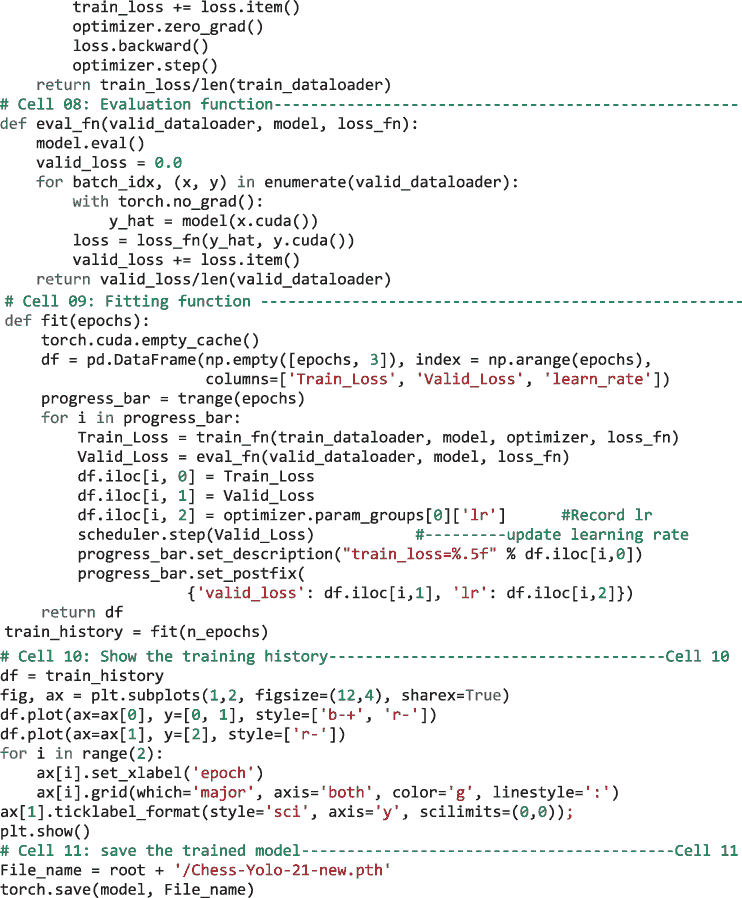 train_loss += loss.item()
        optimizer.zero_grad()
        loss.backward()
        optimizer.step()
    return train_loss/len(train_dataloader)
# Cell 08: Evaluation function---------------------------------------------------
def eval_fn(valid_dataloader, model, loss_fn):
    model.eval()
    valid_loss = 0.0
    for batch_idx, (x, y) in enumerate(valid_dataloader):
        with torch.no_grad():
            y_hat = model(x.cuda())
        loss = loss_fn(y_hat, y.cuda())
        valid_loss += loss.item()
    return valid_loss/len(valid_dataloader)
# Cell 09: Fitting function -----------------------------------------------------
def fit(epochs):
    torch.cuda.empty_cache()
    df = pd.DataFrame(np.empty([epochs, 3]), index = np.arange(epochs),
                      columns=['Train_Loss', 'Valid_Loss', 'learn_rate'])
    progress_bar = trange(epochs)
    for i in progress_bar:
        Train_Loss = train_fn(train_dataloader, model, optimizer, loss_fn)
        Valid_Loss = eval_fn(valid_dataloader, model, loss_fn)
        df.iloc[i, 0] = Train_Loss
        df.iloc[i, 1] = Valid_Loss
        df.iloc[i, 2] = optimizer.param_groups[0]['lr']      #Record lr
        scheduler.step(Valid_Loss)           #---------update learning rate
        progress_bar.set_description("train_loss=%.5f" % df.iloc[i,0])
        progress_bar.set_postfix(
                    {'valid_loss': df.iloc[i,1], 'lr': df.iloc[i,2]})
    return df
train_history = fit(n_epochs)
# Cell 10: Show the training history-------------------------------------Cell 10
df = train_history
fig, ax = plt.subplots(1,2, figsize=(12,4), sharex=True)
df.plot(ax=ax[0], y=[0, 1], style=['b-+', 'r-'])
df.plot(ax=ax[1], y=[2], style=['r-'])
for i in range(2):
    ax[i].set_xlabel('epoch')
    ax[i].grid(which='major', axis='both', color='g', linestyle=':')
ax[1].ticklabel_format(style='sci', axis='y', scilimits=(0,0));
plt.show()
# Cell 11: save the trained model-----------------------------------------Cell 11
File_name = root + '/Chess-Yolo-21-new.pth'
torch.save(model, File_name)